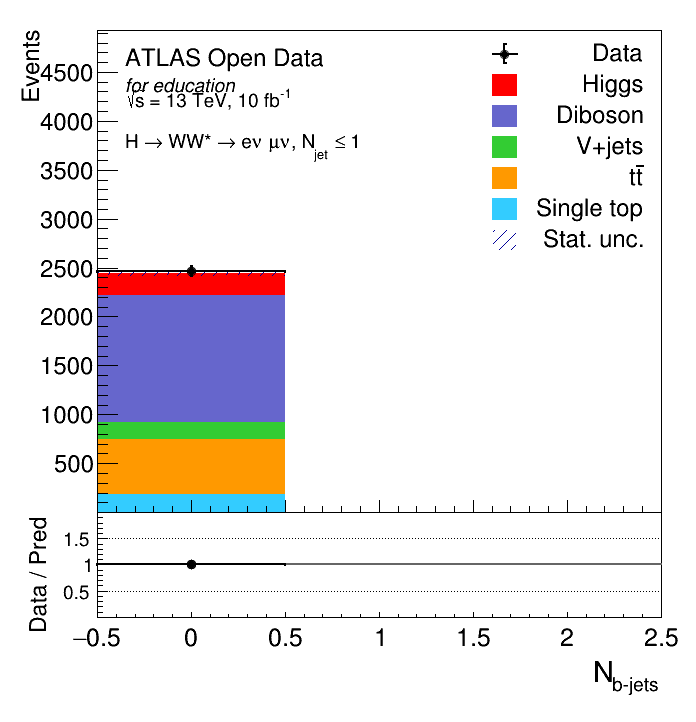 Events
4500
4000
3500
3000
2500
2000
1500
1000
500
ATLAS Open Data
for education
√s = 13 TeV, 10 fb⁻¹
H → WW* → eν μν, N_jet ≤ 1
Data
Higgs
Diboson
V+jets
tt̅
Single top
Stat. unc.
Data / Pred
1.5
1
0.5
−0.5 0 0.5 1 1.5 2 2.5
N_b-jets